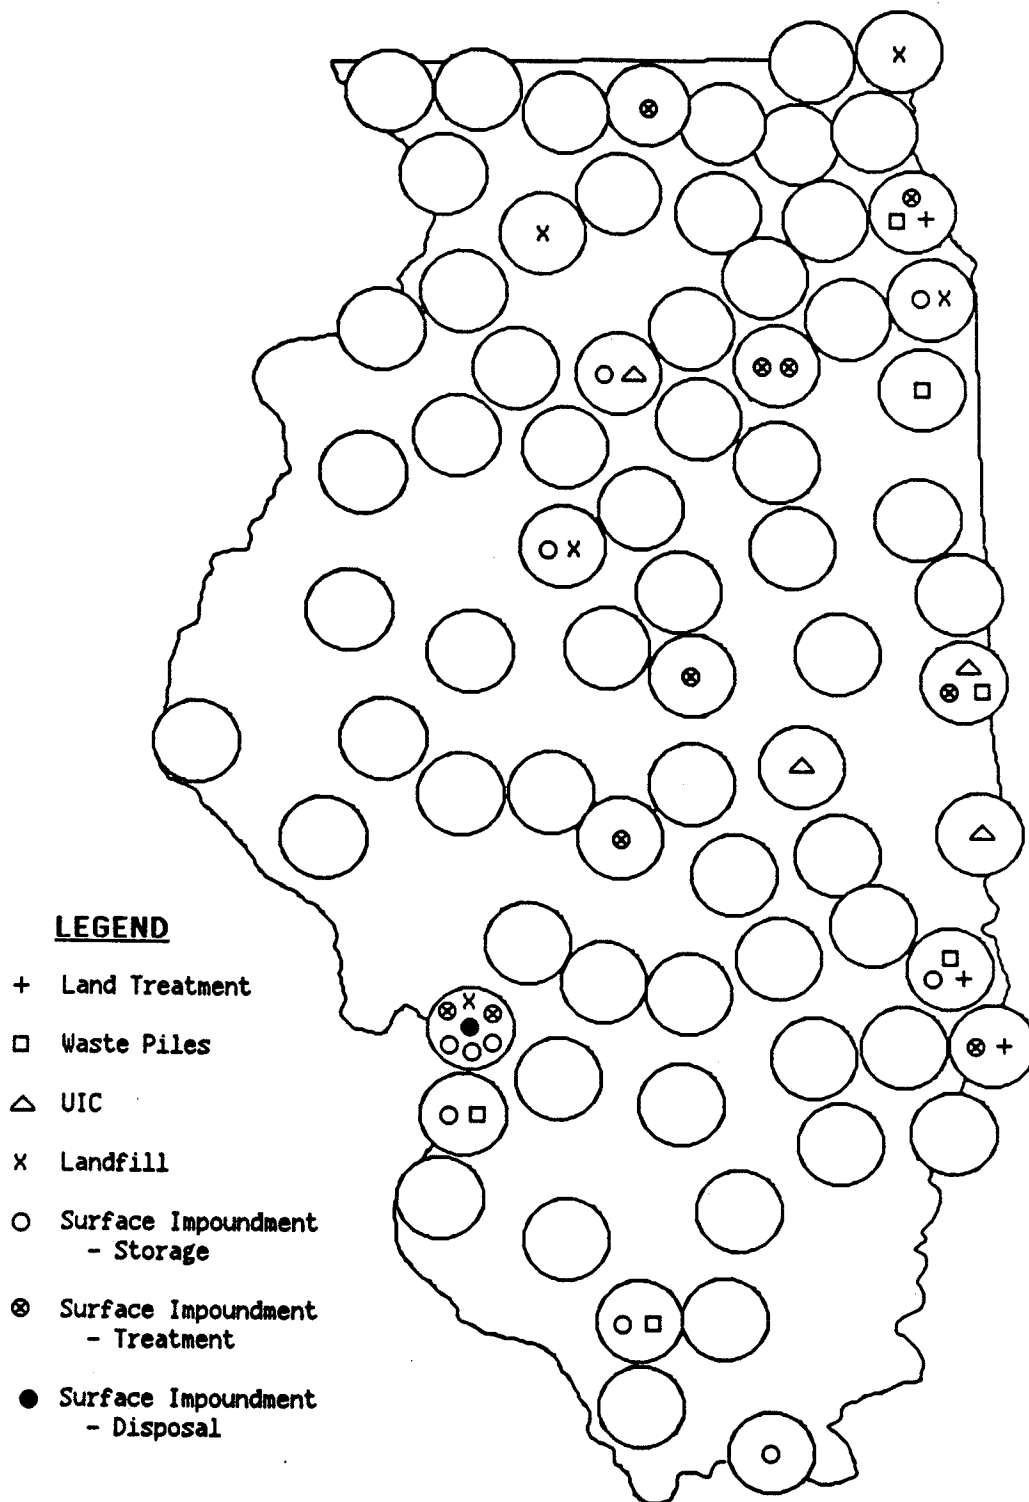 LEGEND
+ Land Treatment
□ Waste Piles
△ UIC
x Landfill
○ Surface Impoundment
- Storage
⊗ Surface Impoundment
- Treatment
● Surface Impoundment
- Disposal